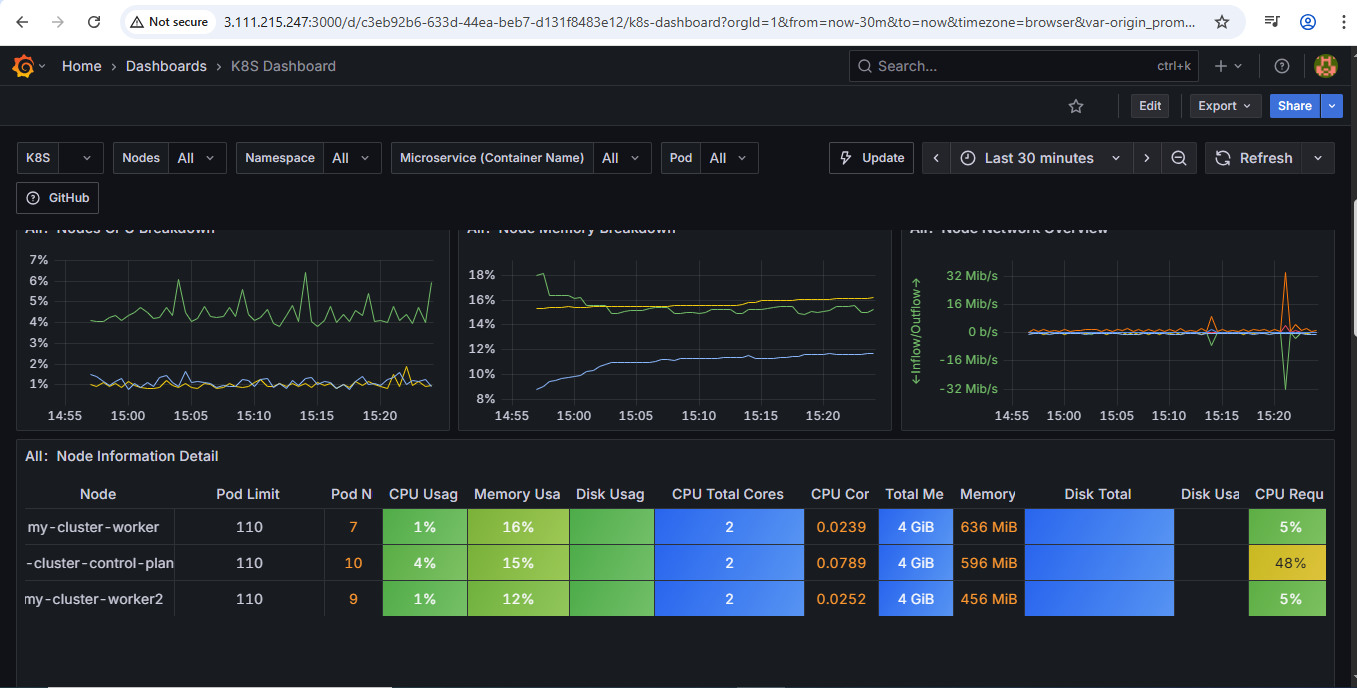 Not secure 3.111.215.247:3000/d/c3eb92b6-633d-44ea-beb7-d131f8483e12/k8s-dashboard?orgId=1&from=now-30m&to=now&timezone=browser&var-origin_prom...
Home › Dashboards › K8S Dashboard Search... ctrl+k
Edit Export Share
K8S Nodes All Namespace All Microservice (Container Name) All Pod All Update Last 30 minutes Refresh
GitHub
All: Nodes CPU Breakdown
7%
6%
5%
4%
3%
2%
1%
14:55 15:00 15:05 15:10 15:15 15:20
All: Node Memory Breakdown
18%
16%
14%
12%
10%
8%
14:55 15:00 15:05 15:10 15:15 15:20
All: Node Network Overview
←Inflow/Outflow→
32 Mib/s
16 Mib/s
0 b/s
-16 Mib/s
-32 Mib/s
14:55 15:00 15:05 15:10 15:15 15:20
All: Node Information Detail
Node Pod Limit Pod N CPU Usag Memory Usa Disk Usag CPU Total Cores CPU Cor Total Me Memory Disk Total Disk Usa CPU Requ
my-cluster-worker 110 7 1% 16% 2 0.0239 4 GiB 636 MiB 5%
-cluster-control-plan 110 10 4% 15% 2 0.0789 4 GiB 596 MiB 48%
my-cluster-worker2 110 9 1% 12% 2 0.0252 4 GiB 456 MiB 5%